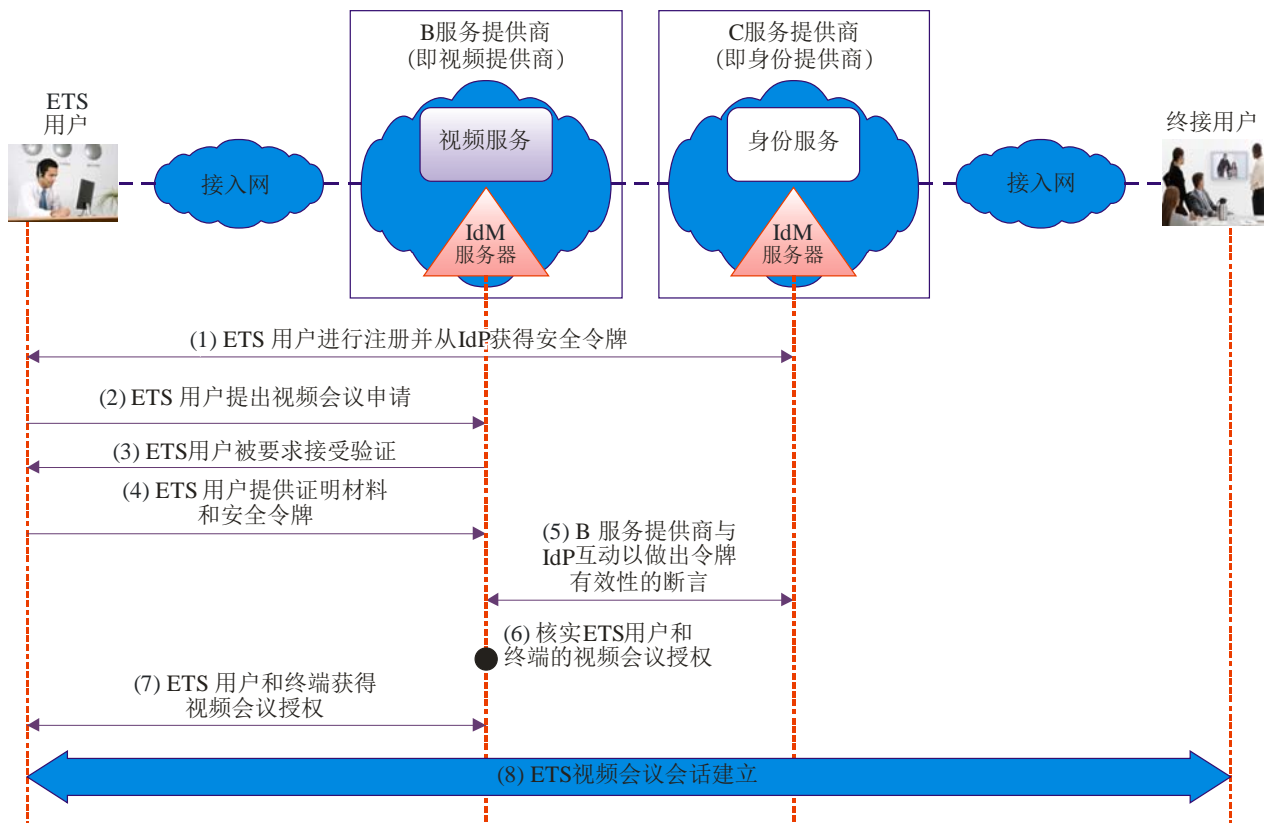 B服务提供商
(即视频提供商)
C服务提供商
(即身份提供商)
ETS
用户
视频服务
身份服务
终接用户
接入网
接入网
IdM
服务器
IdM
服务器
(1) ETS 用户进行注册并从IdP获得安全令牌
(2) ETS 用户提出视频会议申请
(3) ETS用户被要求接受验证
(4) ETS 用户提供证明材料
和安全令牌
(5) B 服务提供商与
IdP互动以做出令牌
有效性的断言
(6) 核实ETS用户和
终端的视频会议授权
(7) ETS 用户和终端获得
视频会议授权
(8) ETS视频会议会话建立